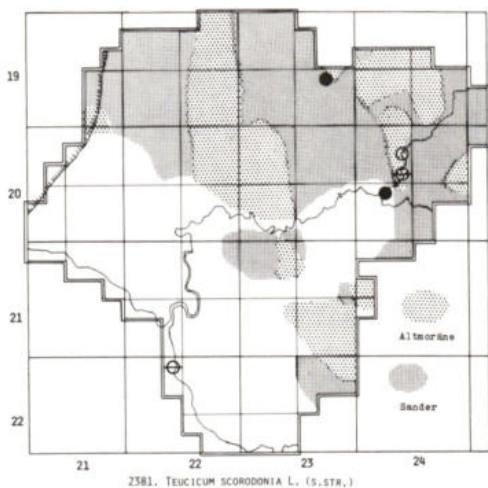 19
20
21
22
Altmoräne
Sander
21 22 23 24
2381. TEUCICUM SCORODONIA L. (S.STR.)